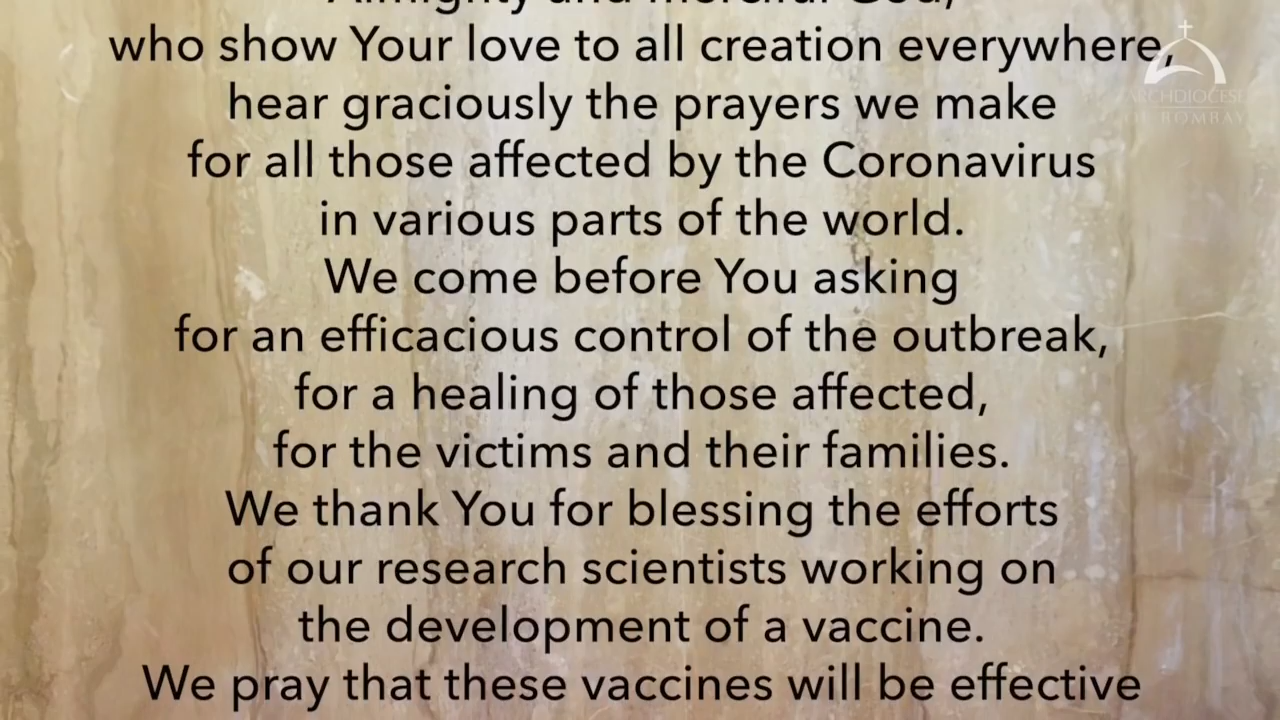 Almighty and merciful God,
who show Your love to all creation everywhere,
hear graciously the prayers we make
for all those affected by the Coronavirus
in various parts of the world.
We come before You asking
for an efficacious control of the outbreak,
for a healing of those affected,
for the victims and their families.
We thank You for blessing the efforts
of our research scientists working on
the development of a vaccine.
We pray that these vaccines will be effective
ARCHDIOCESE
OF BOMBAY